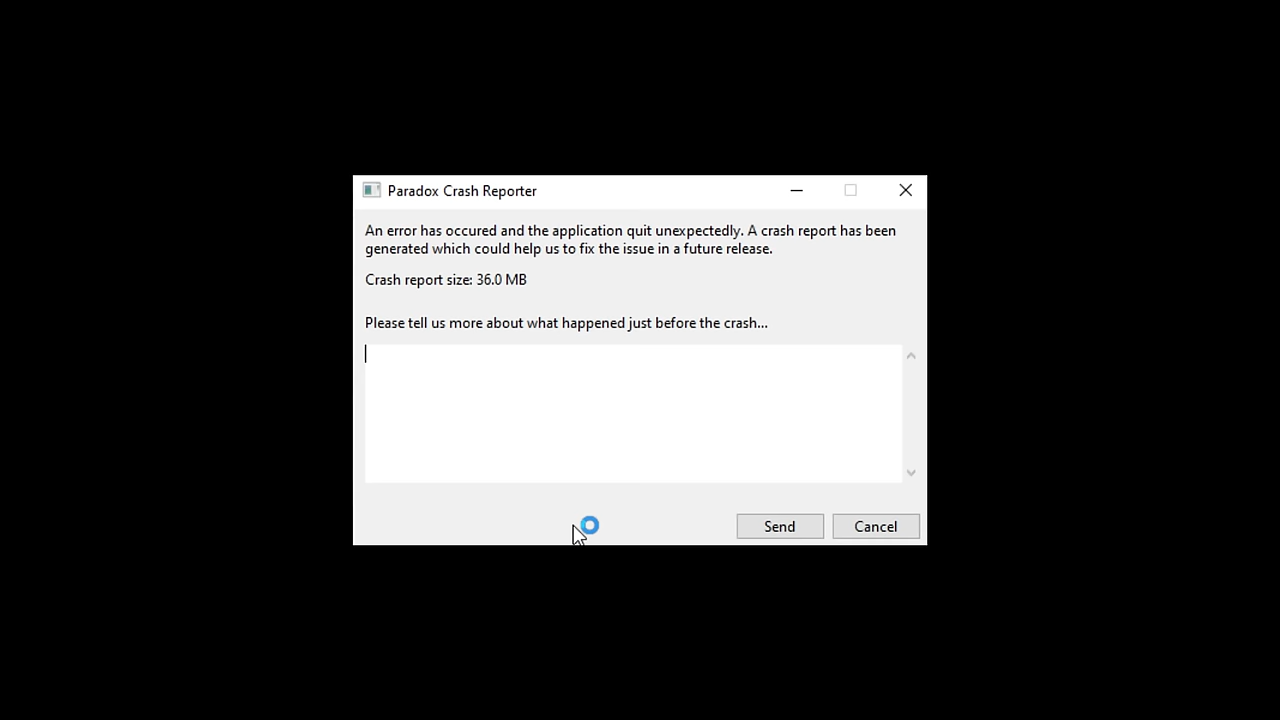 Paradox Crash Reporter
An error has occured and the application quit unexpectedly. A crash report has been
generated which could help us to fix the issue in a future release.
Crash report size: 36.0 MB
Please tell us more about what happened just before the crash...
Send Cancel